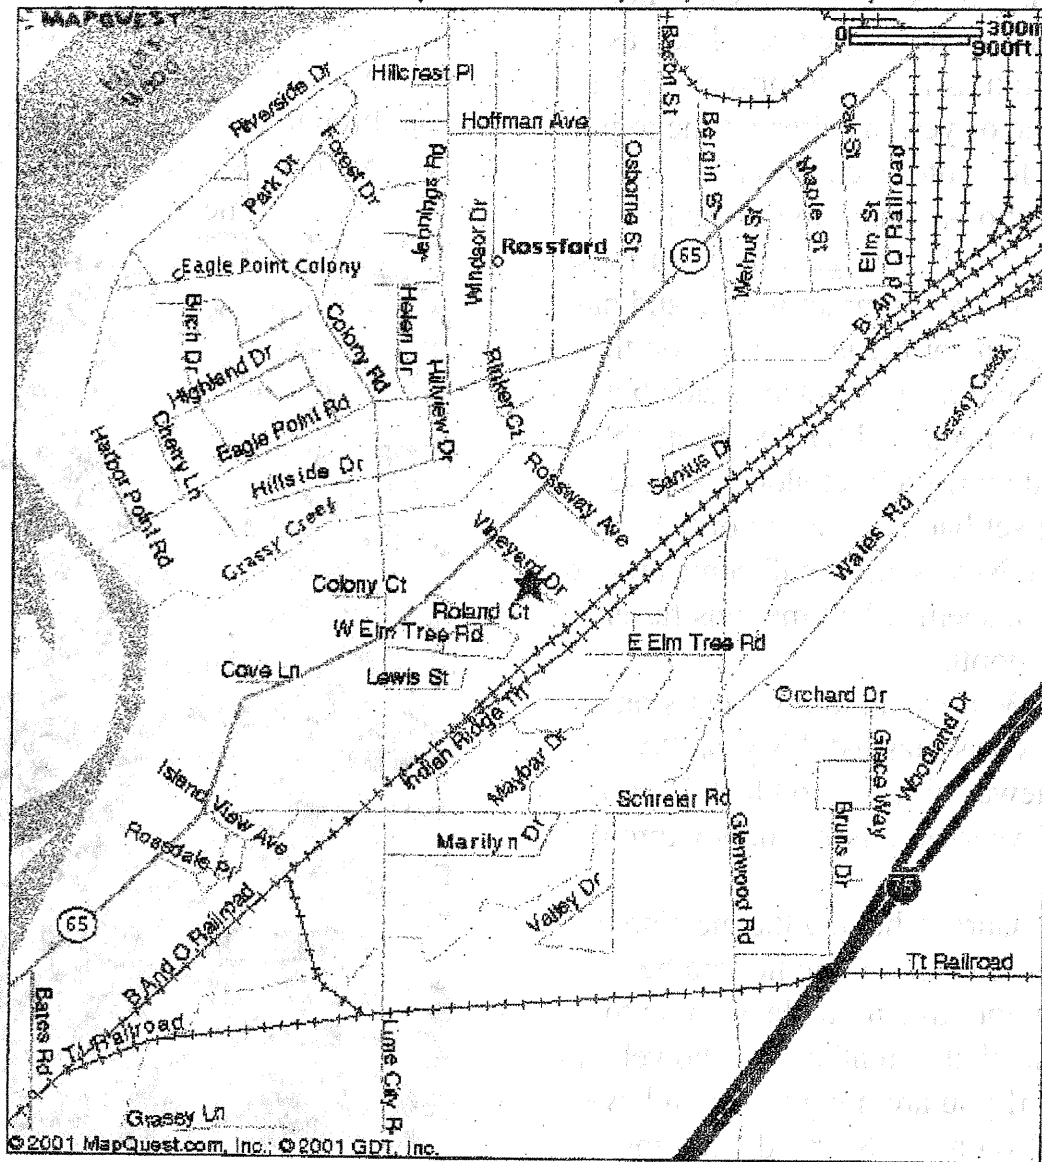 MAPQUEST
0 300m
900ft
Hillcrest Pl
Riverside Dr
Hoffman Ave
Bacon St
Bergin S
Oak St
Maple St
Walnut St
Elm St
B And O Railroad
Park Dr
Forest Dr
Jennings Rd
Windsor Dr
Osborne St
Rossford
65
Eagle Point Colony
Birch Dr
Colony Rd
Helen Dr
Highland Dr
Hillview Dr
Rinker Ct
Eagle Point Rd
Cherry Ln
Harbor Point Rd
Hillside Dr
Grassy Creek
Grassy Creek
Santus Dr
Rossway Ave
Wales Rd
Vineyard Dr
Colony Ct
Roland Ct
W Elm Tree Rd
E Elm Tree Rd
Cove Ln
Lewis St
Indian Ridge Trl
Orchard Dr
Woodland Dr
Grace Way
Maybar Dr
Schreier Rd
Island View Ave
Rossdale Pl
Marilyn Dr
Glenwood Rd
Bruns Dr
Valley Dr
65
B And O Railroad
Tt Railroad
Tt Railroad
Bates Rd
Lime City R
Grassy Ln
© 2001 MapQuest.com, Inc.; © 2001 GDT, Inc.